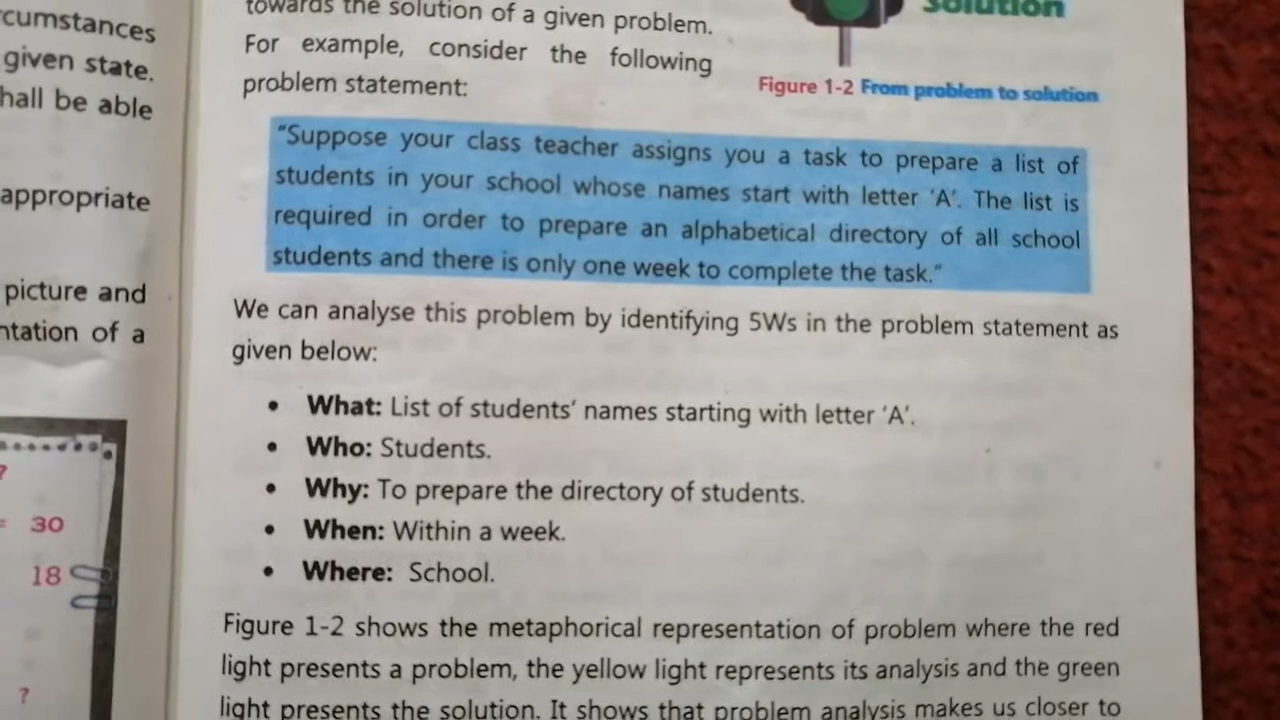 cumstances
given state.
hall be able
appropriate
picture and
ntation of a
?
= 30
18
?
towards the solution of a given problem.
For example, consider the following
problem statement:
Solution
Figure 1-2 From problem to solution
"Suppose your class teacher assigns you a task to prepare a list of
students in your school whose names start with letter 'A'. The list is
required in order to prepare an alphabetical directory of all school
students and there is only one week to complete the task."
We can analyse this problem by identifying 5Ws in the problem statement as
given below:
• What: List of students' names starting with letter 'A'.
• Who: Students.
• Why: To prepare the directory of students.
• When: Within a week.
• Where: School.
Figure 1-2 shows the metaphorical representation of problem where the red
light presents a problem, the yellow light represents its analysis and the green
light presents the solution. It shows that problem analysis makes us closer to